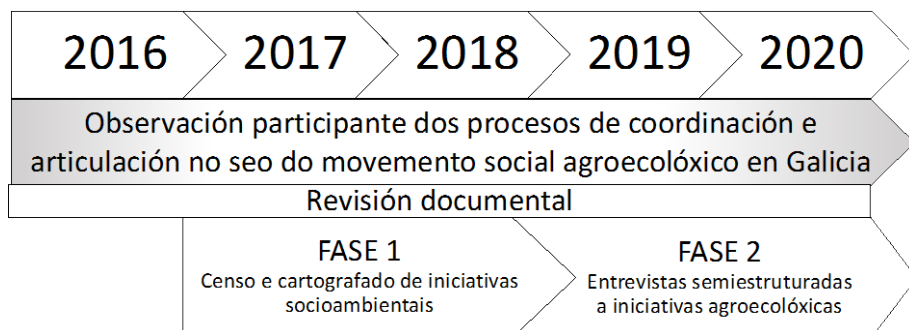 2016 2017 2018 2019 2020
Observación participante dos procesos de coordinación e
articulación no seo do movemento social agroecolóxico en Galicia
Revisión documental
FASE 1
Censo e cartografado de iniciativas
socioambientais
FASE 2
Entrevistas semiestruturadas
a iniciativas agroecolóxicas